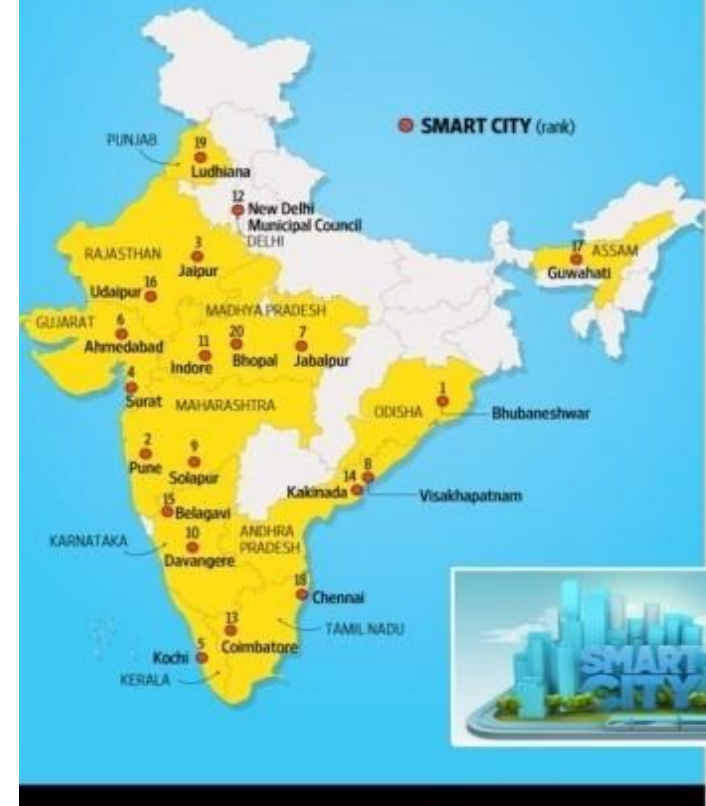 SMART CITY (rank)
PUNJAB
19
Ludhiana
12
New Delhi
Municipal Council
DELHI
RAJASTHAN
3
Jaipur
17
ASSAM
Guwahati
16
Udaipur
MADHYA PRADESH
GUJARAT
6
Ahmedabad
11
Indore
20
Bhopal
7
Jabalpur
4
Surat
MAHARASHTRA
ODISHA
1
Bhubaneshwar
2
Pune
9
Solapur
14
Kakinada
8
Visakhapatnam
15
Belagavi
KARNATAKA
10
Davangere
ANDHRA
PRADESH
18
Chennai
13
Coimbatore
TAMIL NADU
5
Kochi
KERALA
SMART
CITY